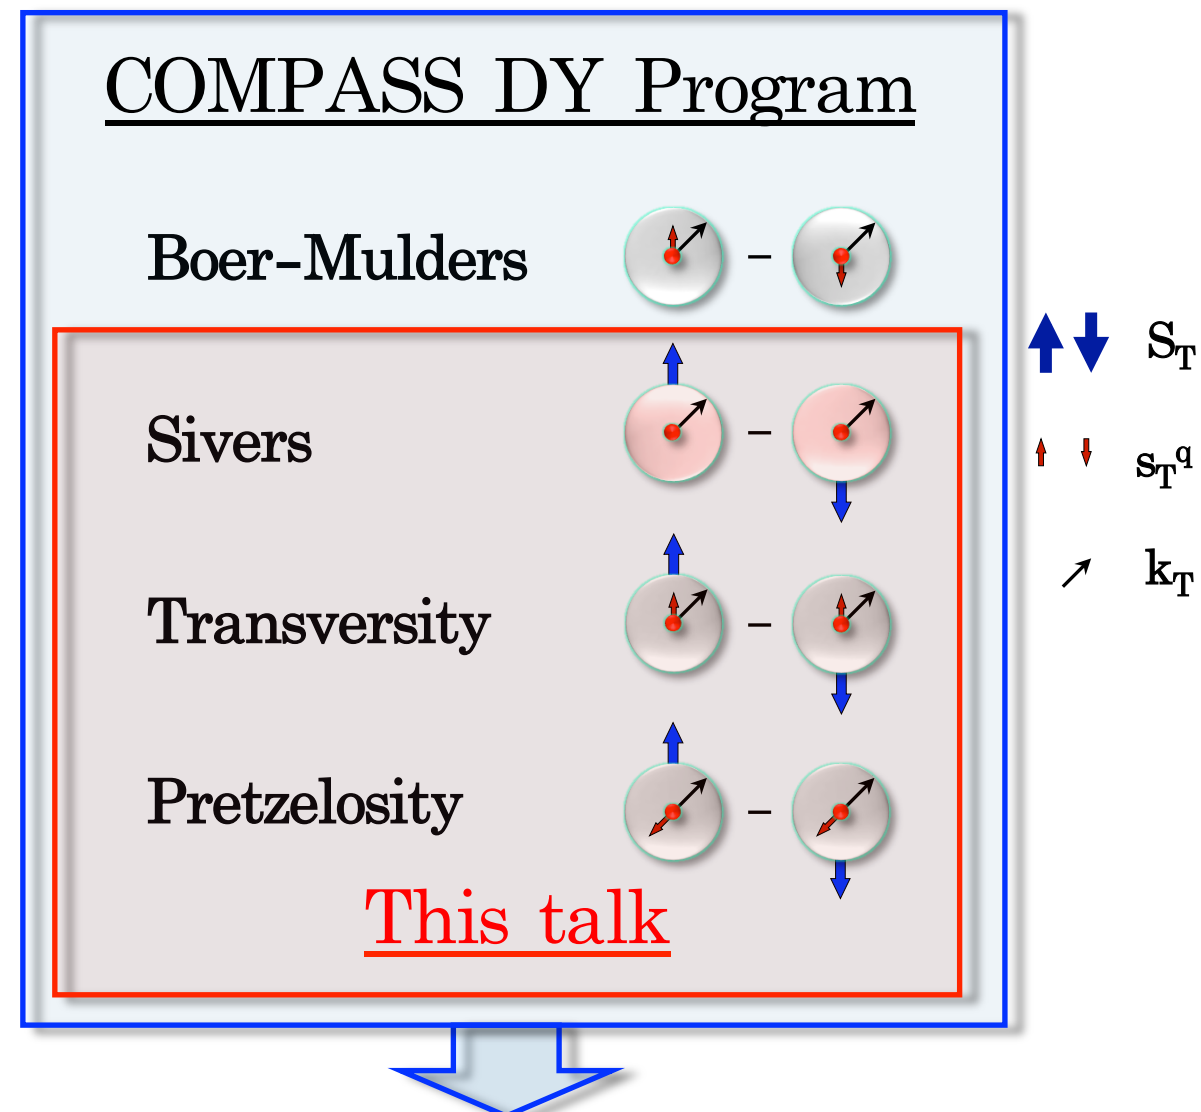 COMPASS DY Program
Boer-Mulders –
Sivers –
Transversity –
Pretzelosity –
This talk
S_T
s_T^q
k_T